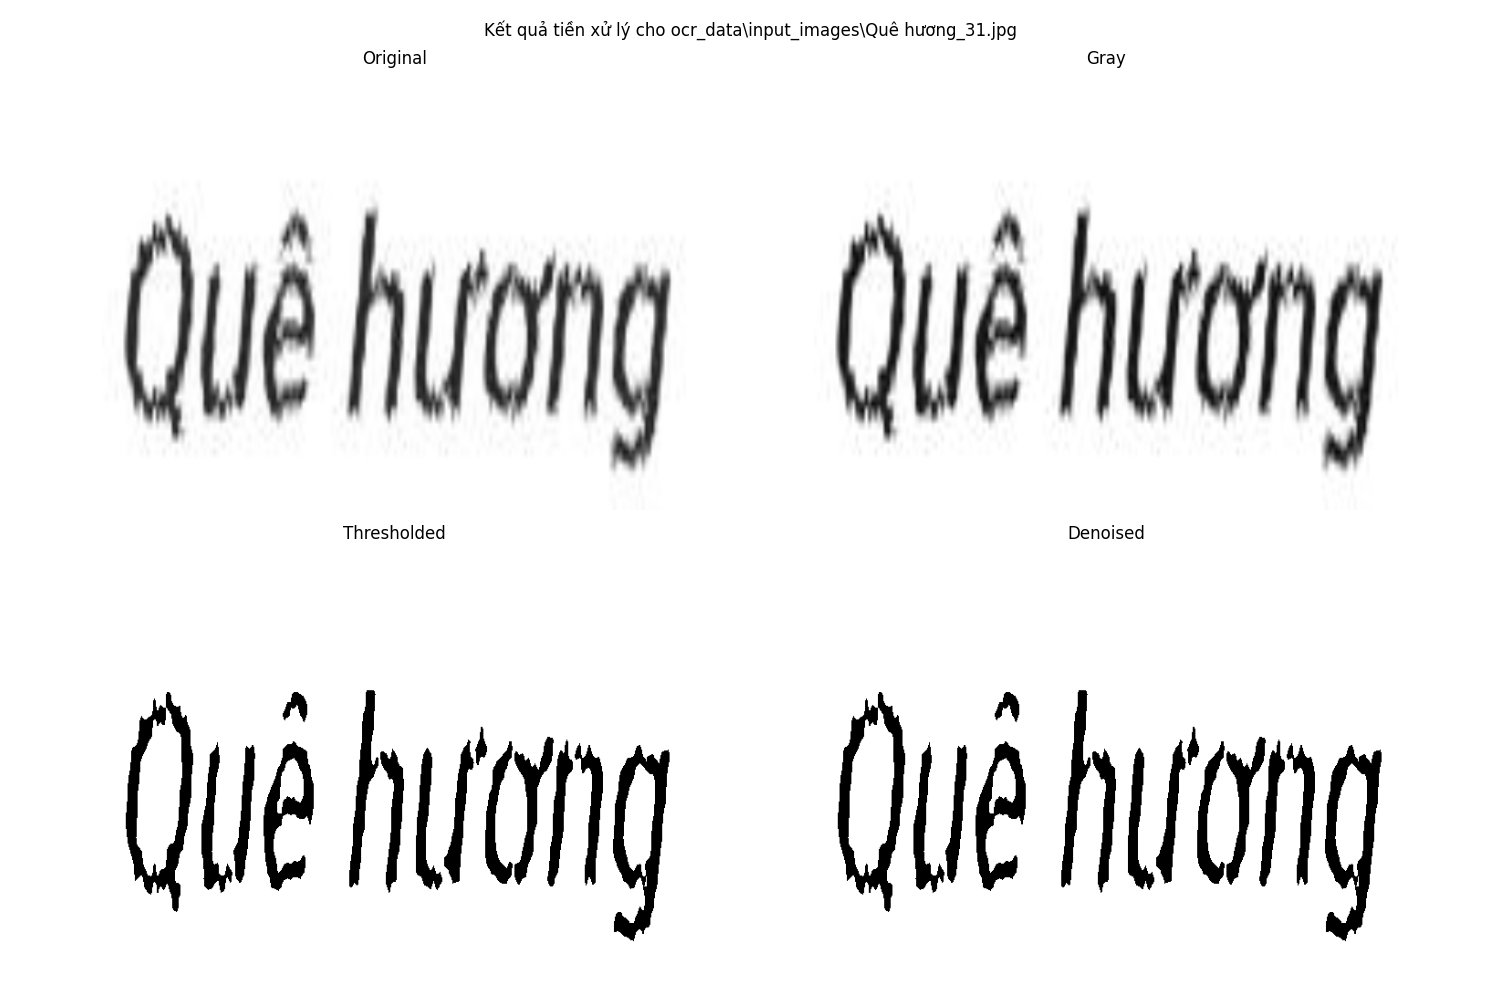 Kết quả tiền xử lý cho ocr_data\input_images\Quê hương_31.jpg
Original
Gray
Quê hương
Quê hương
Thresholded
Denoised
Quê hương
Quê hương